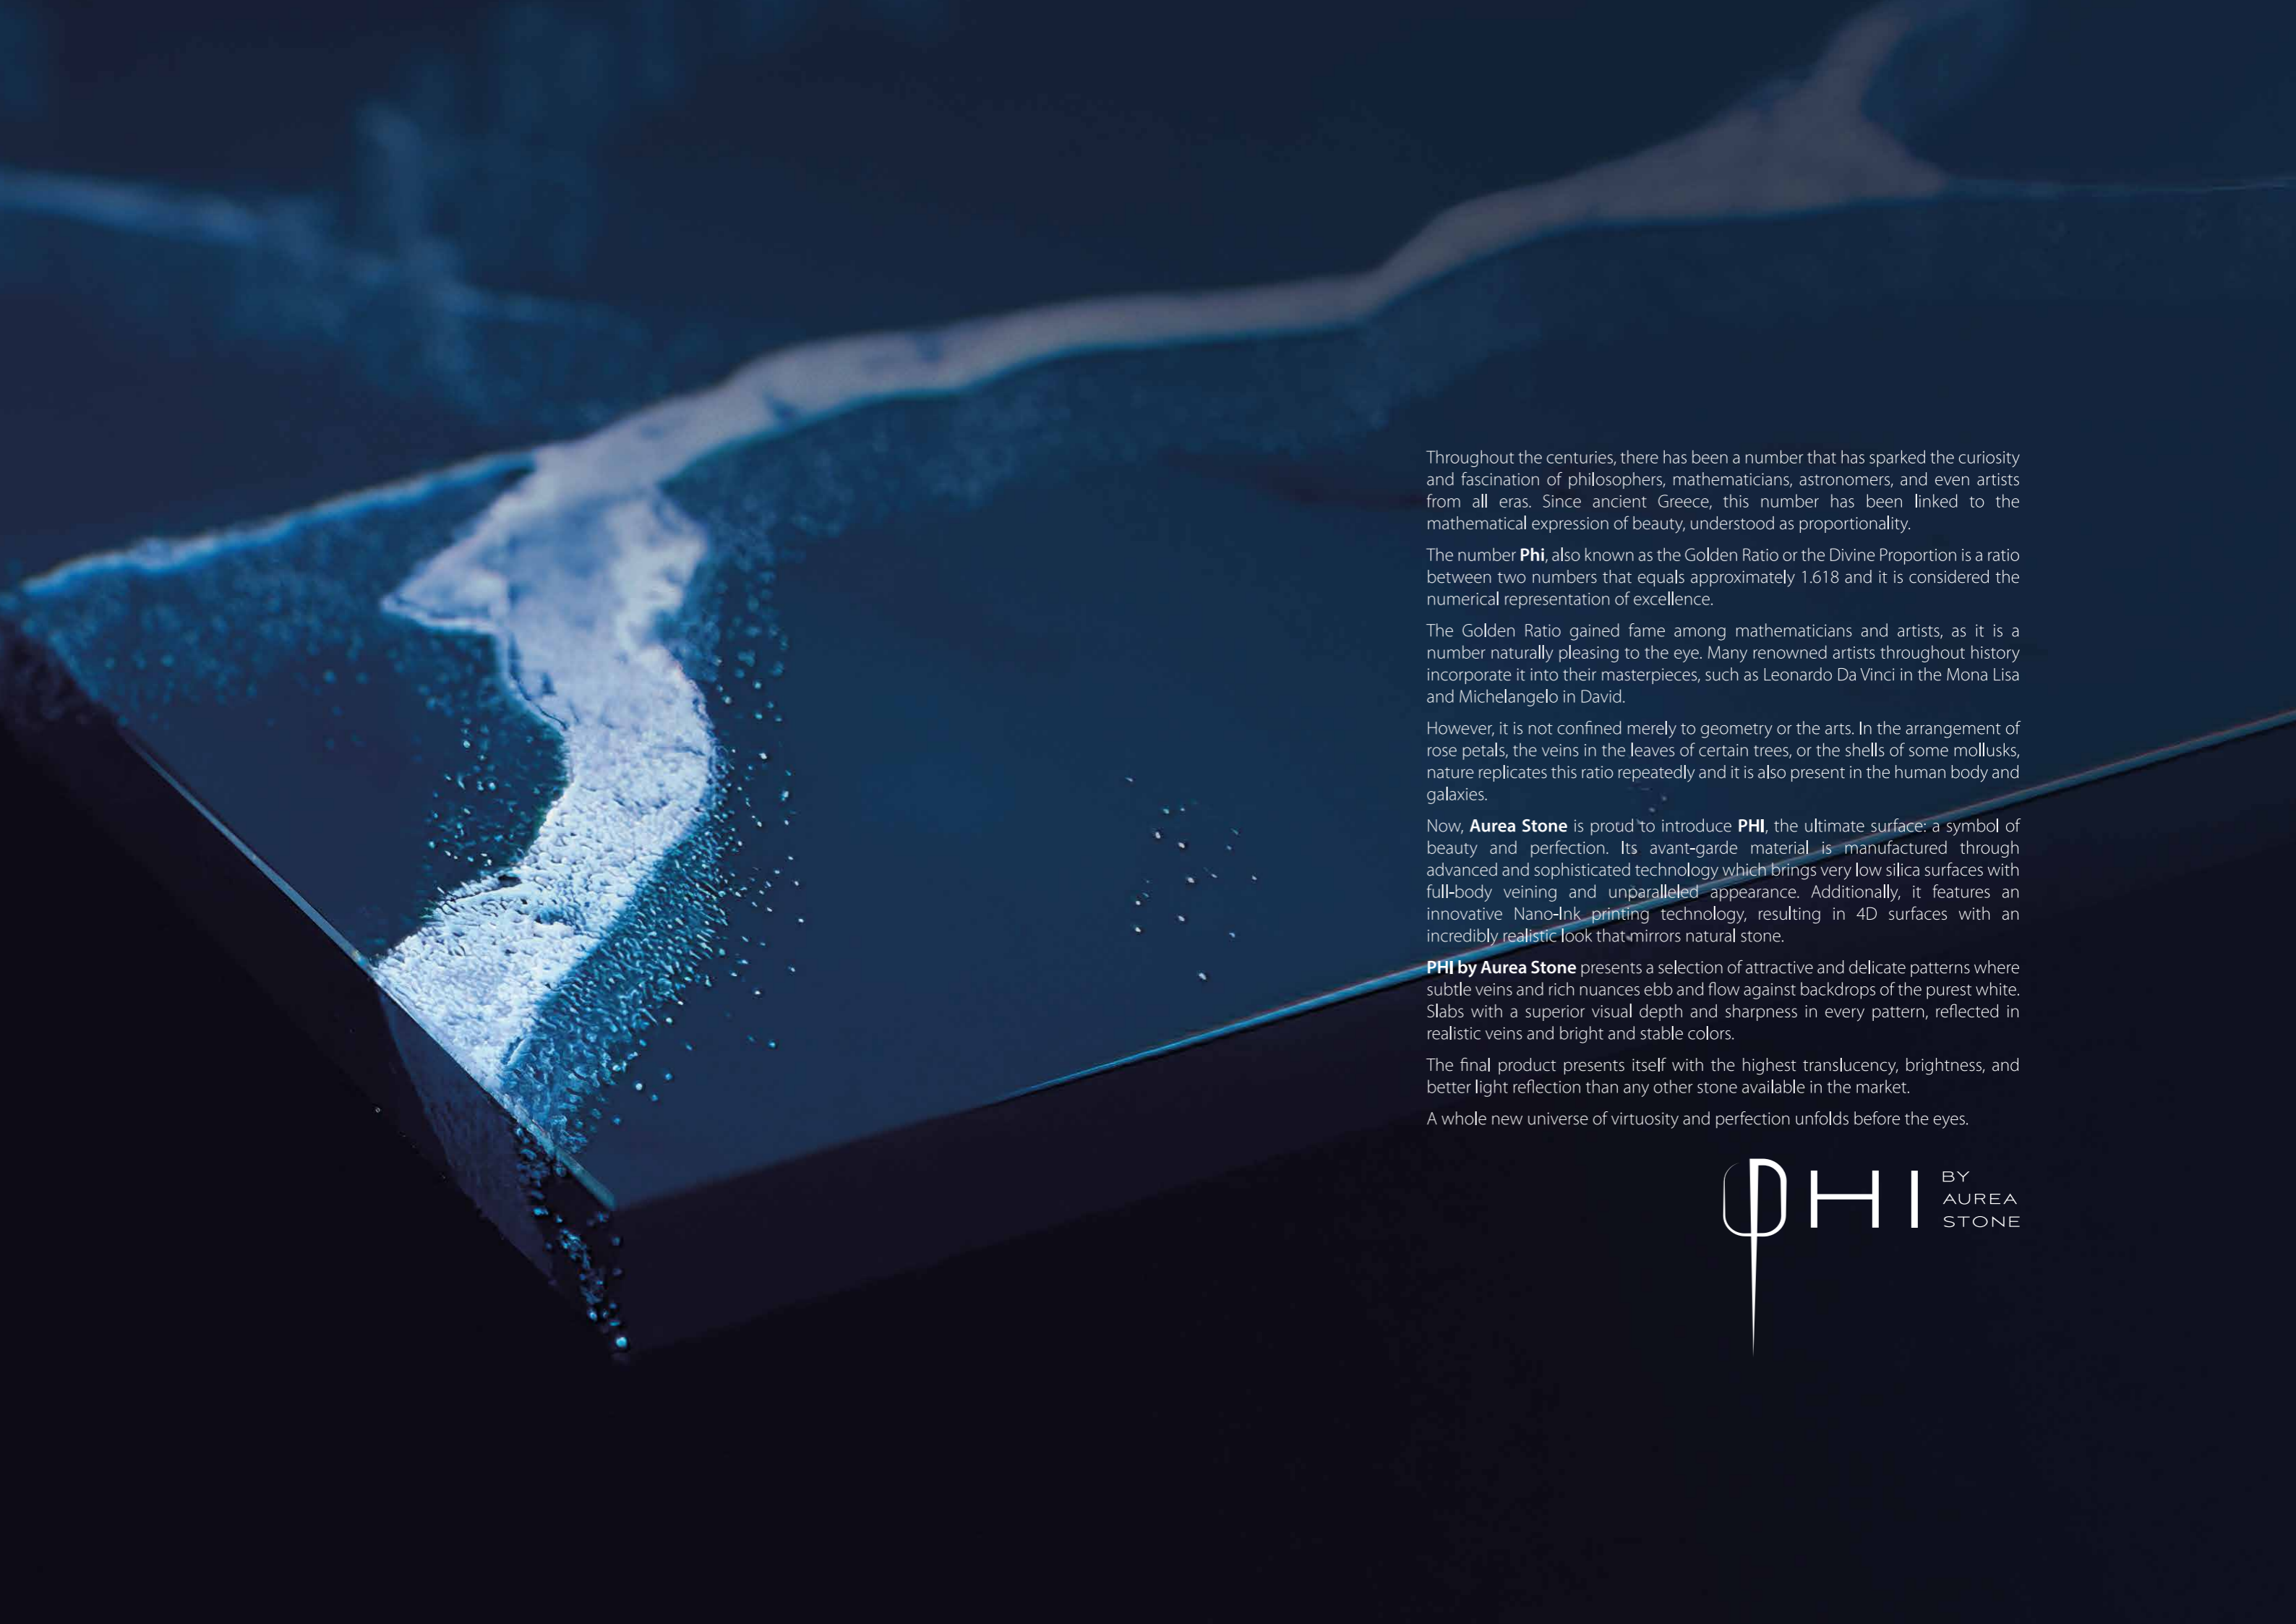 Throughout the centuries, there has been a number that has sparked the curiosity
and fascination of philosophers, mathematicians, astronomers, and even artists
from all eras. Since ancient Greece, this number has been linked to the
mathematical expression of beauty, understood as proportionality.
The number Phi, also known as the Golden Ratio or the Divine Proportion is a ratio
between two numbers that equals approximately 1.618 and it is considered the
numerical representation of excellence.
The Golden Ratio gained fame among mathematicians and artists, as it is a
number naturally pleasing to the eye. Many renowned artists throughout history
incorporate it into their masterpieces, such as Leonardo Da Vinci in the Mona Lisa
and Michelangelo in David.
However, it is not confined merely to geometry or the arts. In the arrangement of
rose petals, the veins in the leaves of certain trees, or the shells of some mollusks,
nature replicates this ratio repeatedly and it is also present in the human body and
galaxies.
Now, Aurea Stone is proud to introduce PHI, the ultimate surface: a symbol of
beauty and perfection. Its avant-garde material is manufactured through
advanced and sophisticated technology which brings very low silica surfaces with
full-body veining and unparalleled appearance. Additionally, it features an
innovative Nano-Ink printing technology, resulting in 4D surfaces with an
incredibly realistic look that mirrors natural stone.
PHI by Aurea Stone presents a selection of attractive and delicate patterns where
subtle veins and rich nuances ebb and flow against backdrops of the purest white.
Slabs with a superior visual depth and sharpness in every pattern, reflected in
realistic veins and bright and stable colors.
The final product presents itself with the highest translucency, brightness, and
better light reflection than any other stone available in the market.
A whole new universe of virtuosity and perfection unfolds before the eyes.
PHI
BY
AUREA
STONE